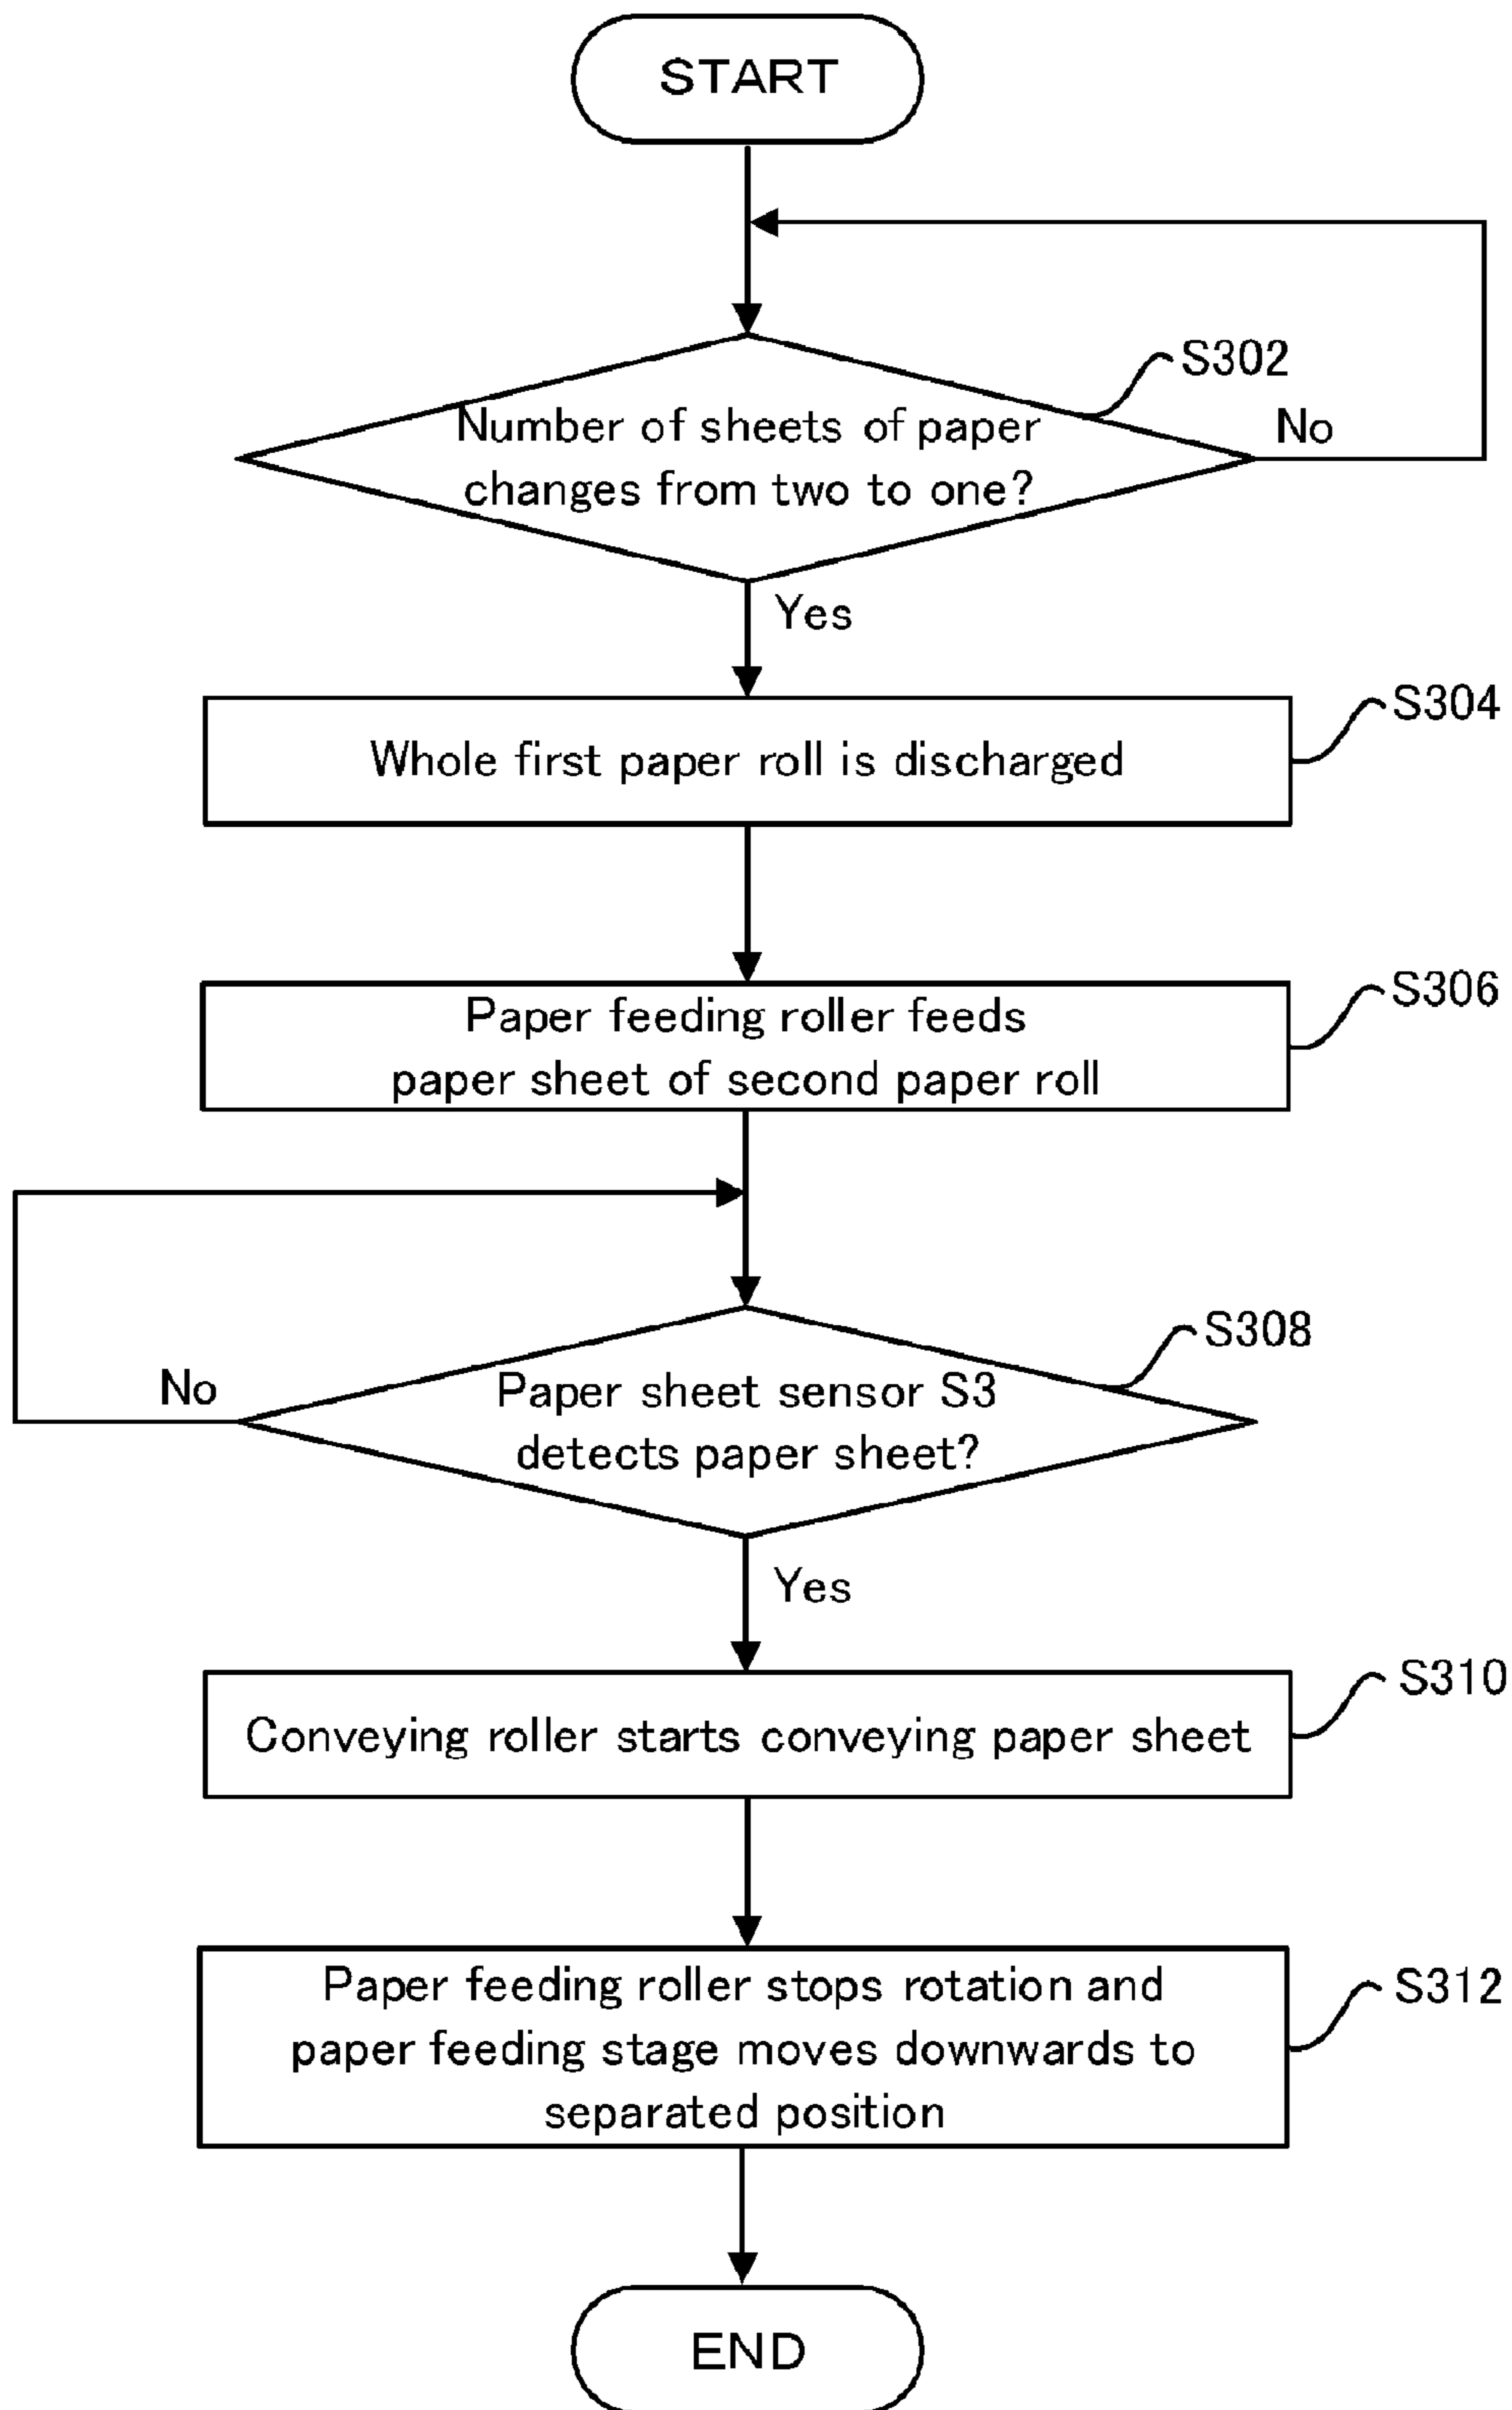 START
S302
Number of sheets of paper
changes from two to one?
No
Yes
S304
Whole first paper roll is discharged
S306
Paper feeding roller feeds
paper sheet of second paper roll
S308
No
Paper sheet sensor S3
detects paper sheet?
Yes
S310
Conveying roller starts conveying paper sheet
S312
Paper feeding roller stops rotation and
paper feeding stage moves downwards to
separated position
END